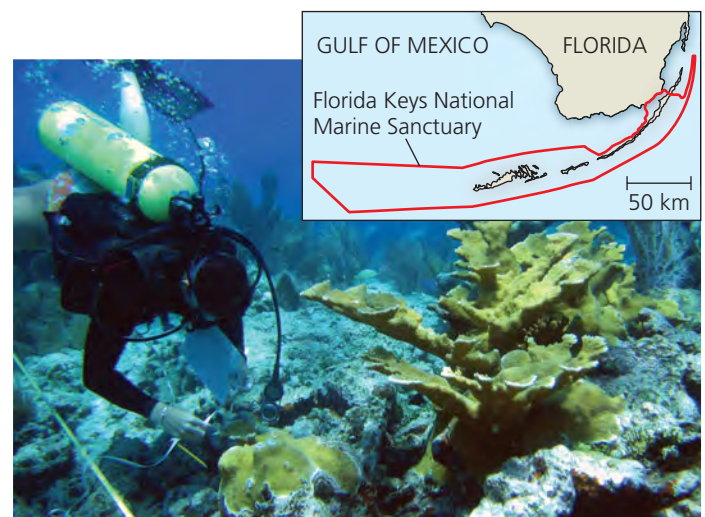 GULF OF MEXICO
FLORIDA
Florida Keys National
Marine Sanctuary
50 km